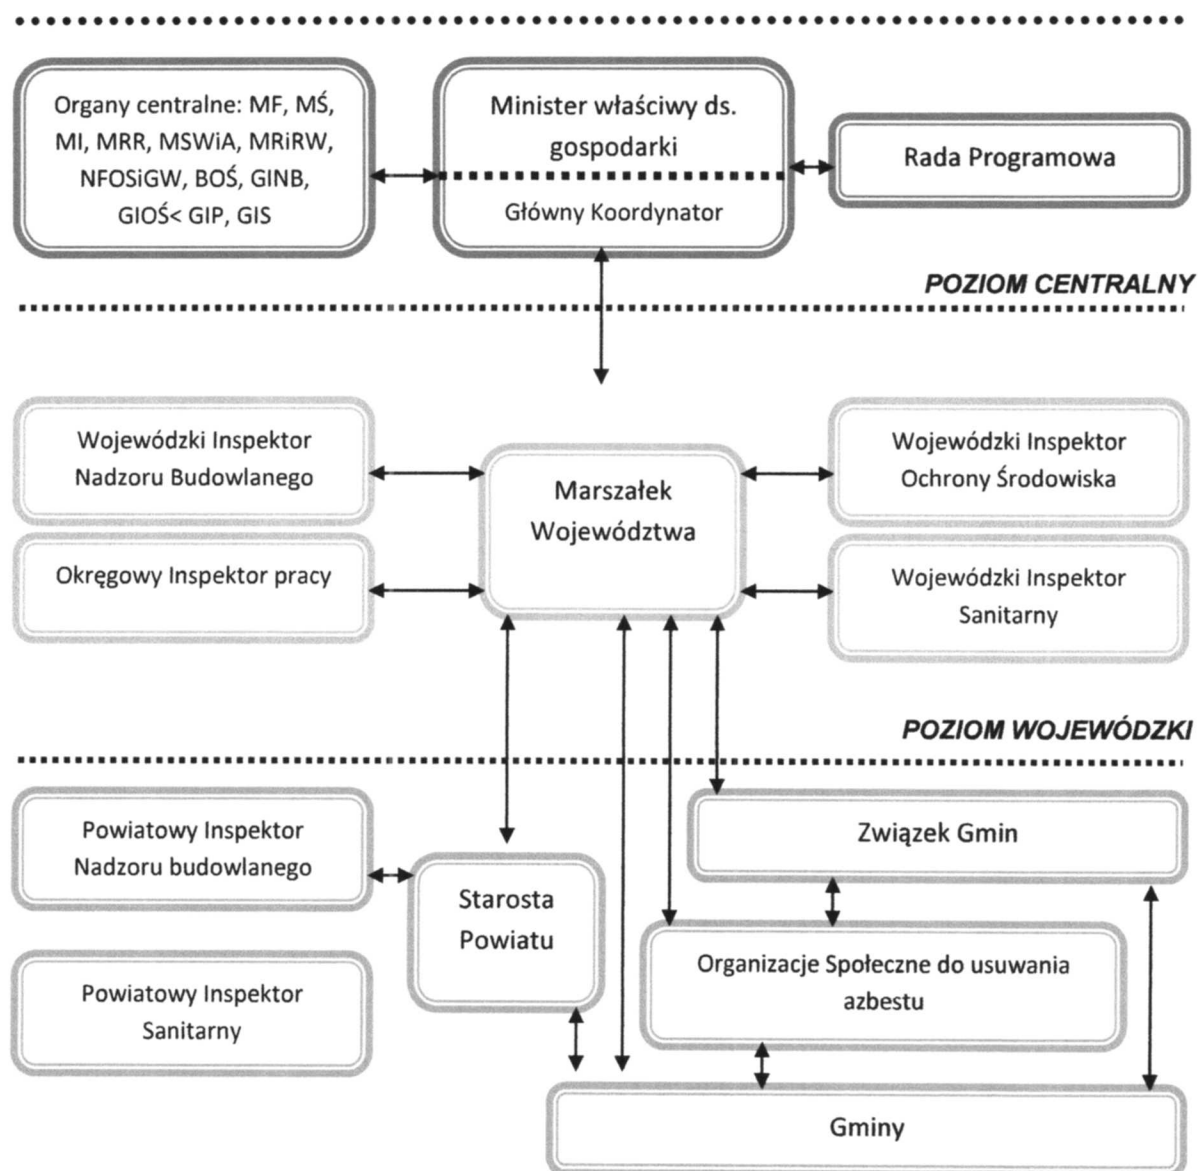 Organy centralne: MF, MŚ,
MI, MRR, MSWiA, MRiRW,
NFOSiGW, BOŚ, GINB,
GIOŚ< GIP, GIS
Minister właściwy ds.
gospodarki
Główny Koordynator
Rada Programowa
POZIOM CENTRALNY
Wojewódzki Inspektor
Nadzoru Budowlanego
Okręgowy Inspektor pracy
Marszałek
Województwa
Wojewódzki Inspektor
Ochrony Środowiska
Wojewódzki Inspektor
Sanitarny
POZIOM WOJEWÓDZKI
Powiatowy Inspektor
Nadzoru budowlanego
Powiatowy Inspektor
Sanitarny
Starosta
Powiatu
Związek Gmin
Organizacje Społeczne do usuwania
azbestu
Gminy